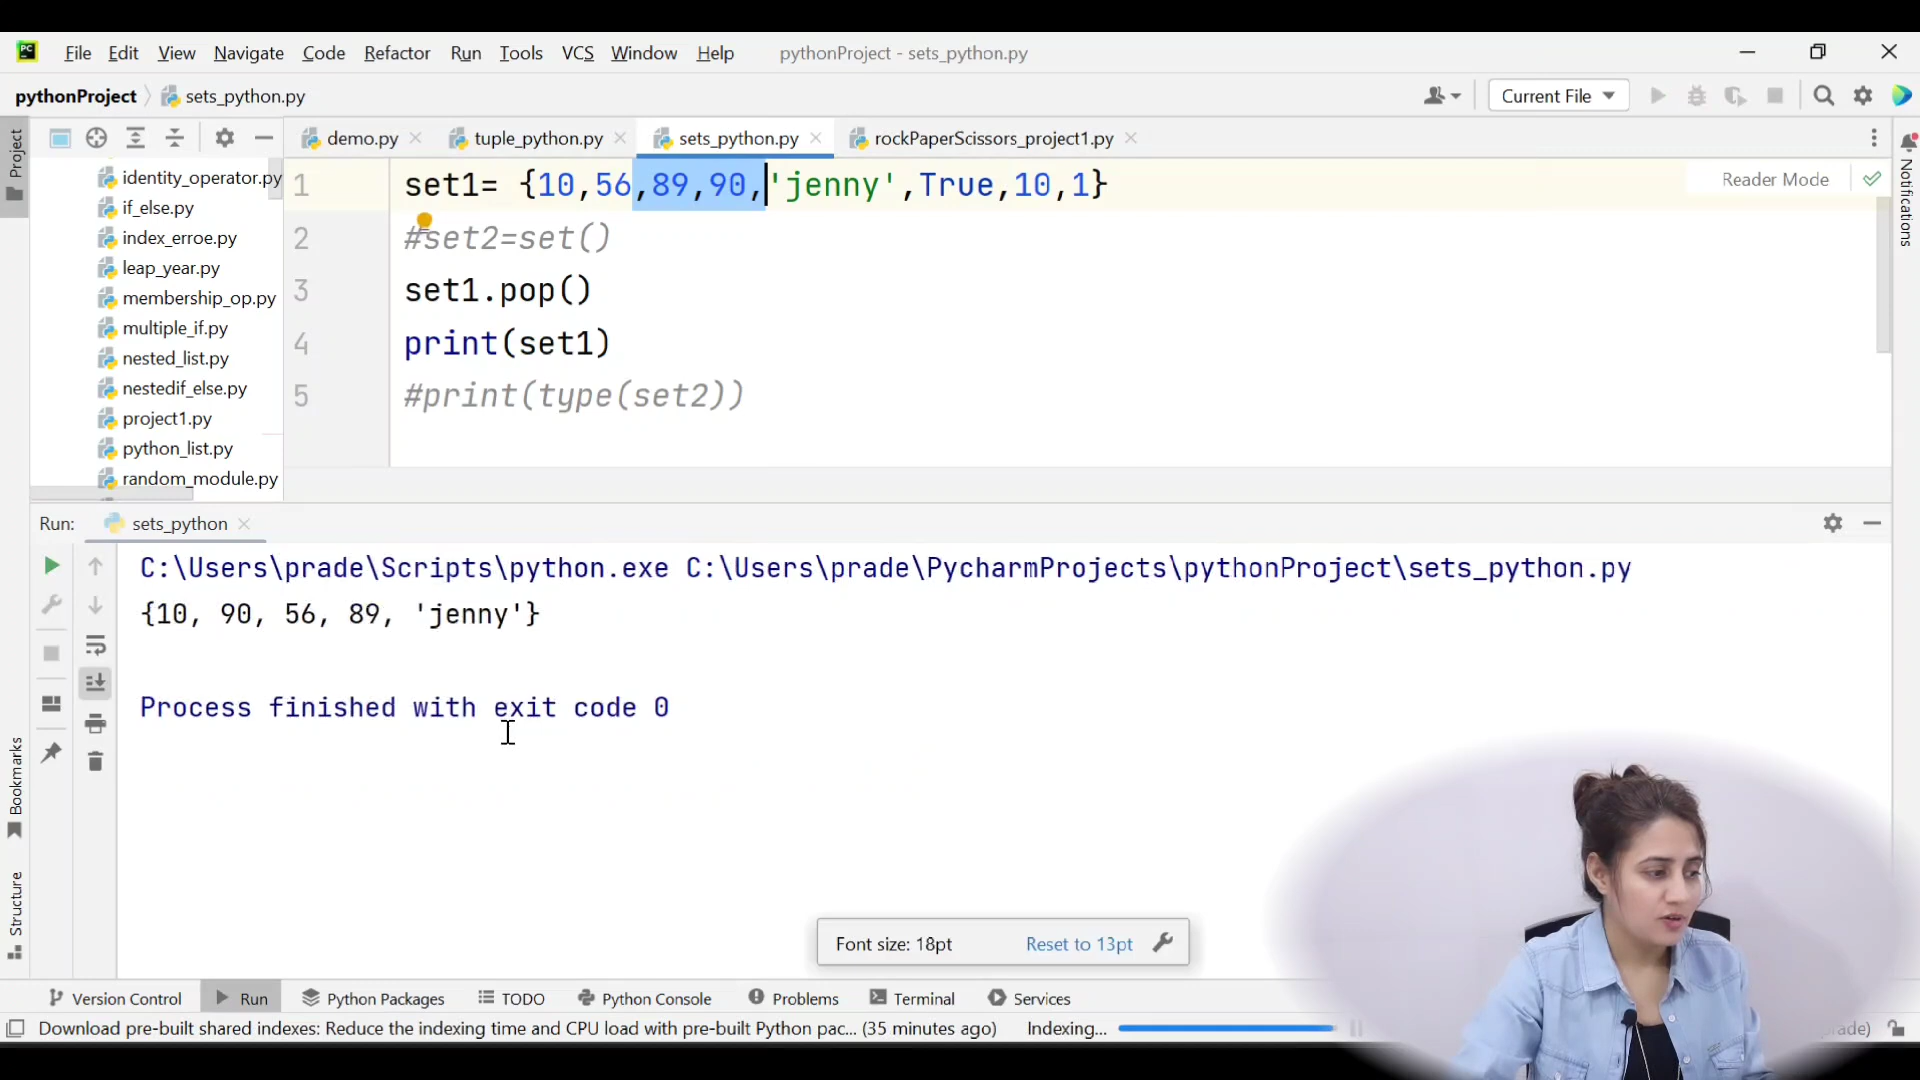 PC File Edit View Navigate Code Refactor Run Tools VCS Window Help pythonProject - sets_python.py
pythonProject sets_python.py Current File
Project
demo.py tuple_python.py sets_python.py rockPaperScissors_project1.py
identity_operator.py
if_else.py
index_erroe.py
leap_year.py
membership_op.py
multiple_if.py
nested_list.py
nestedif_else.py
project1.py
python_list.py
random_module.py
1 set1= {10,56,89,90,'jenny',True,10,1}
2 #set2=set()
3 set1.pop()
4 print(set1)
5 #print(type(set2))
Reader Mode
Notifications
Run: sets_python
C:\Users\prade\Scripts\python.exe C:\Users\prade\PycharmProjects\pythonProject\sets_python.py
{10, 90, 56, 89, 'jenny'}
Process finished with exit code 0
Bookmarks
Structure
Font size: 18pt Reset to 13pt
Version Control Run Python Packages TODO Python Console Problems Terminal Services
Download pre-built shared indexes: Reduce the indexing time and CPU load with pre-built Python pac... (35 minutes ago) Indexing...